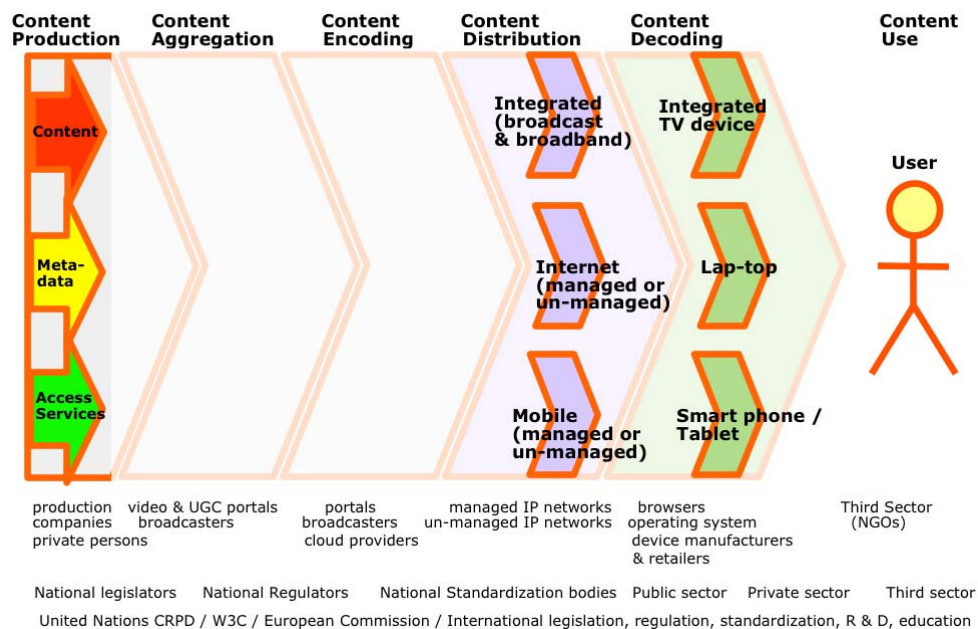 Content Production
Content Aggregation
Content Encoding
Content Distribution
Content Decoding
Content Use
Content
Meta-
data
Access
Services
Integrated
(broadcast
& broadband)
Internet
(managed or
un-managed)
Mobile
(managed or
un-managed)
Integrated
TV device
Lap-top
Smart phone /
Tablet
User
production
companies
private persons
video & UGC portals
broadcasters
portals
broadcasters
cloud providers
managed IP networks
un-managed IP networks
browsers
operating system
device manufacturers
& retailers
Third Sector
(NGOs)
National legislators
National Regulators
National Standardization bodies
Public sector
Private sector
Third sector
United Nations CRPD / W3C / European Commission / International legislation, regulation, standardization, R & D, education